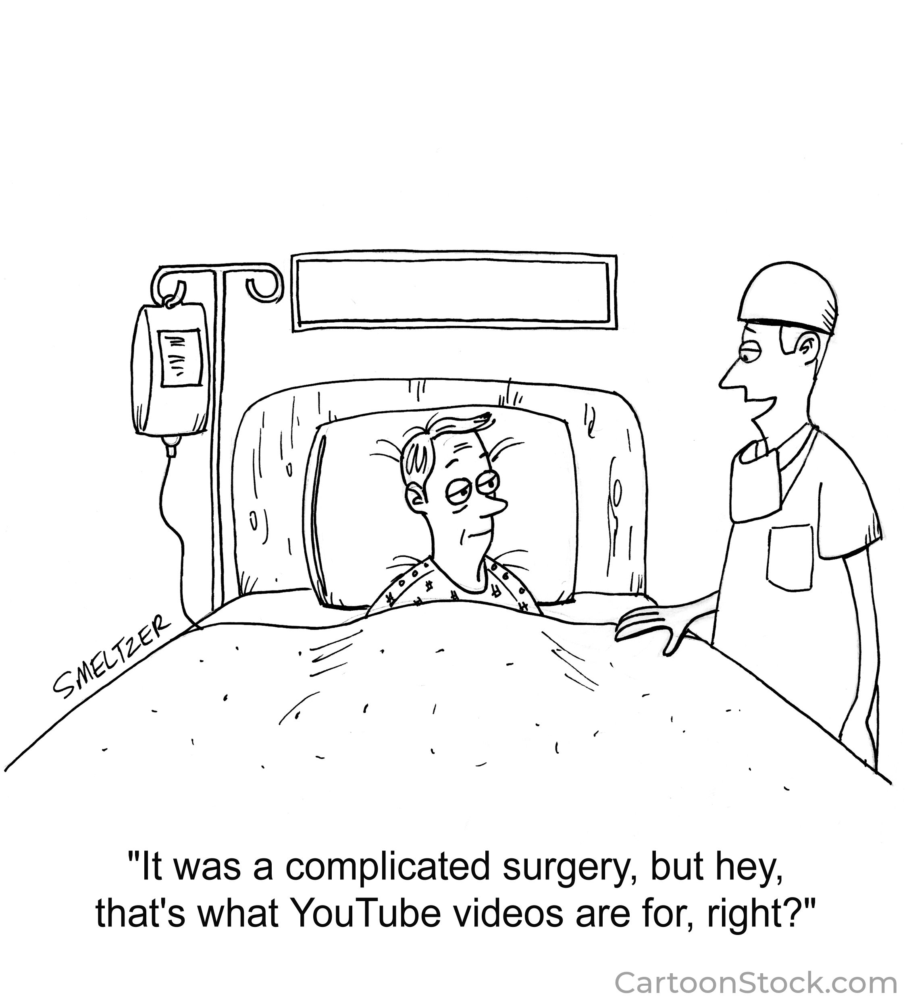 SMELTZER
"It was a complicated surgery, but hey,
that's what YouTube videos are for, right?"
CartoonStock.com